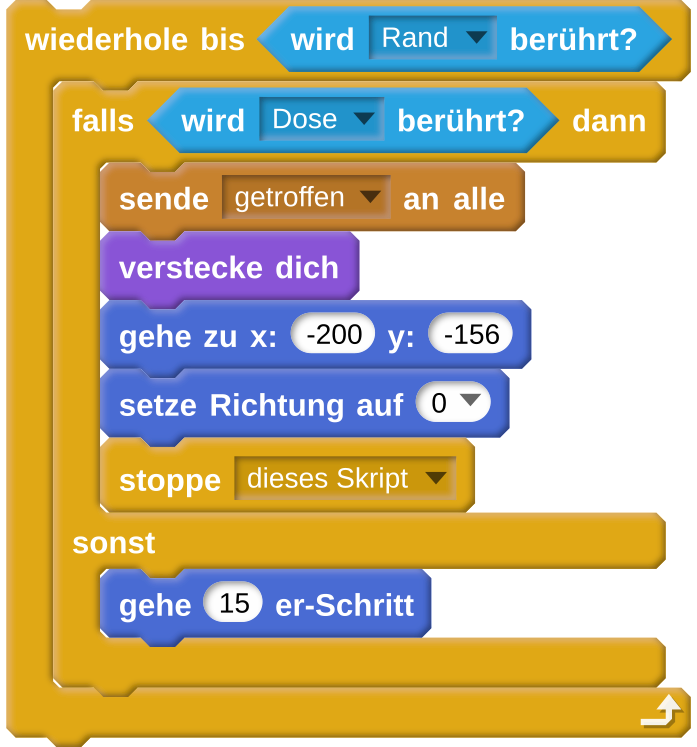 wiederhole bis wird Rand berührt?
falls wird Dose berührt? dann
sende getroffen an alle
verstecke dich
gehe zu x: -200 y: -156
setze Richtung auf 0
stoppe dieses Skript
sonst
gehe 15 er-Schritt